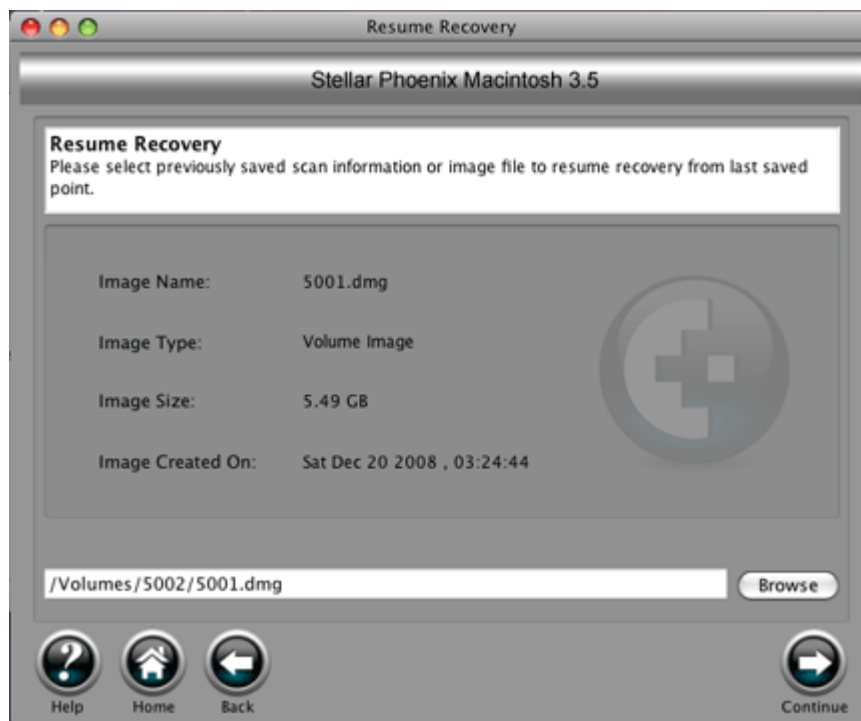 Resume Recovery
Stellar Phoenix Macintosh 3.5
Resume Recovery
Please select previously saved scan information or image file to resume recovery from last saved
point.
Image Name: 5001.dmg
Image Type: Volume Image
Image Size: 5.49 GB
Image Created On: Sat Dec 20 2008 , 03:24:44
/Volumes/5002/5001.dmg
Browse
Help Home Back Continue